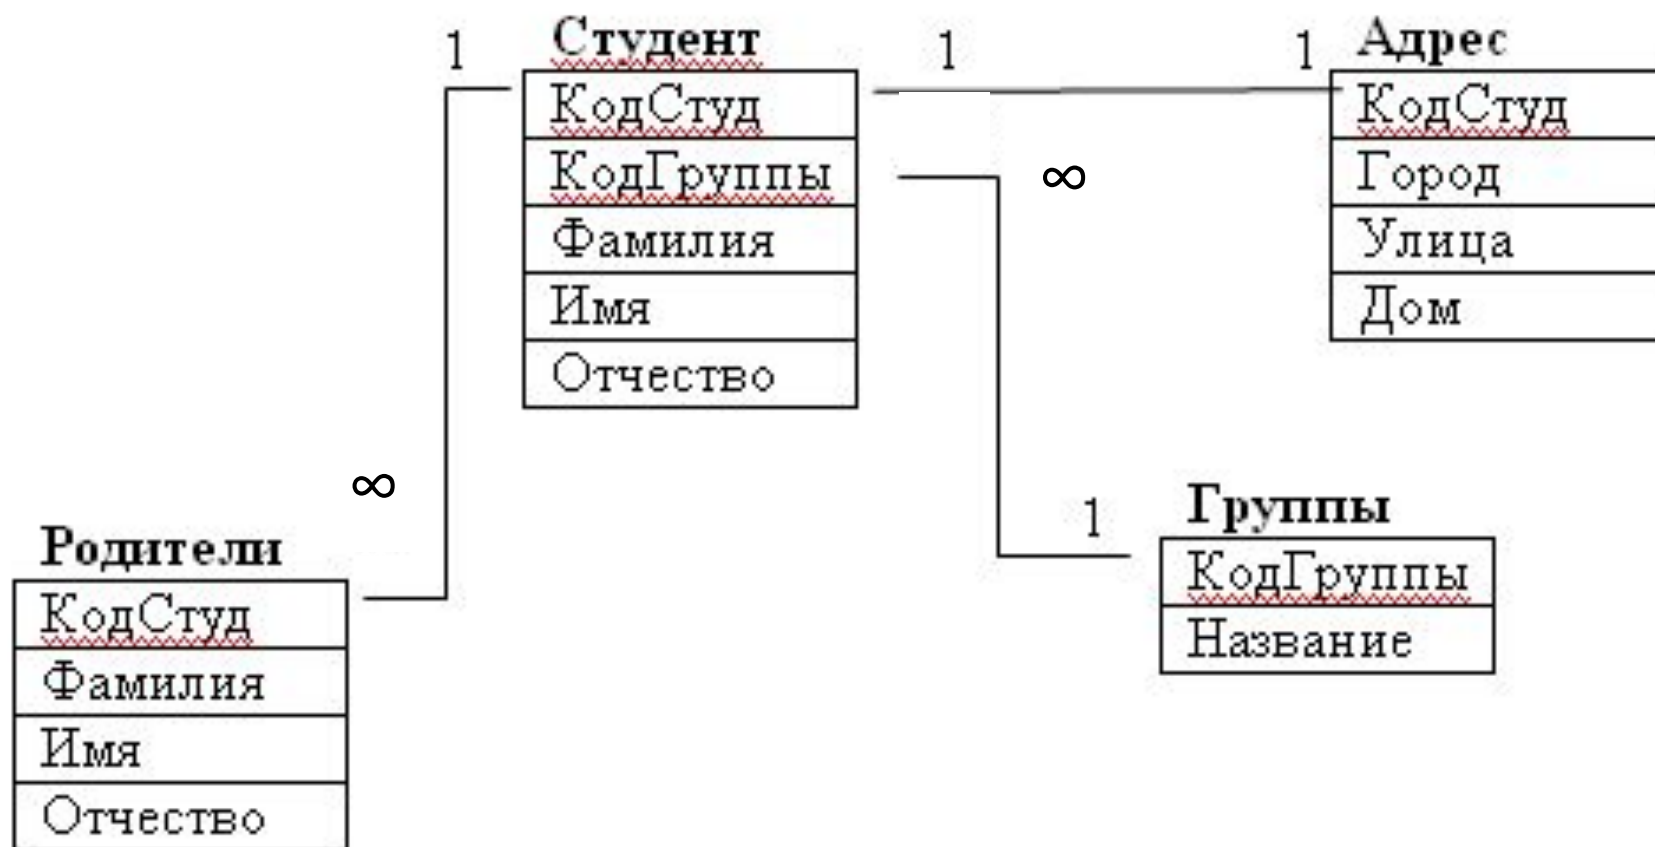 1
Студент
КодСтуд
КодГруппы
Фамилия
Имя
Отчество
1
1
Адрес
КодСтуд
Город
Улица
Дом
∞
∞
Родители
КодСтуд
Фамилия
Имя
Отчество
1
Группы
КодГруппы
Название